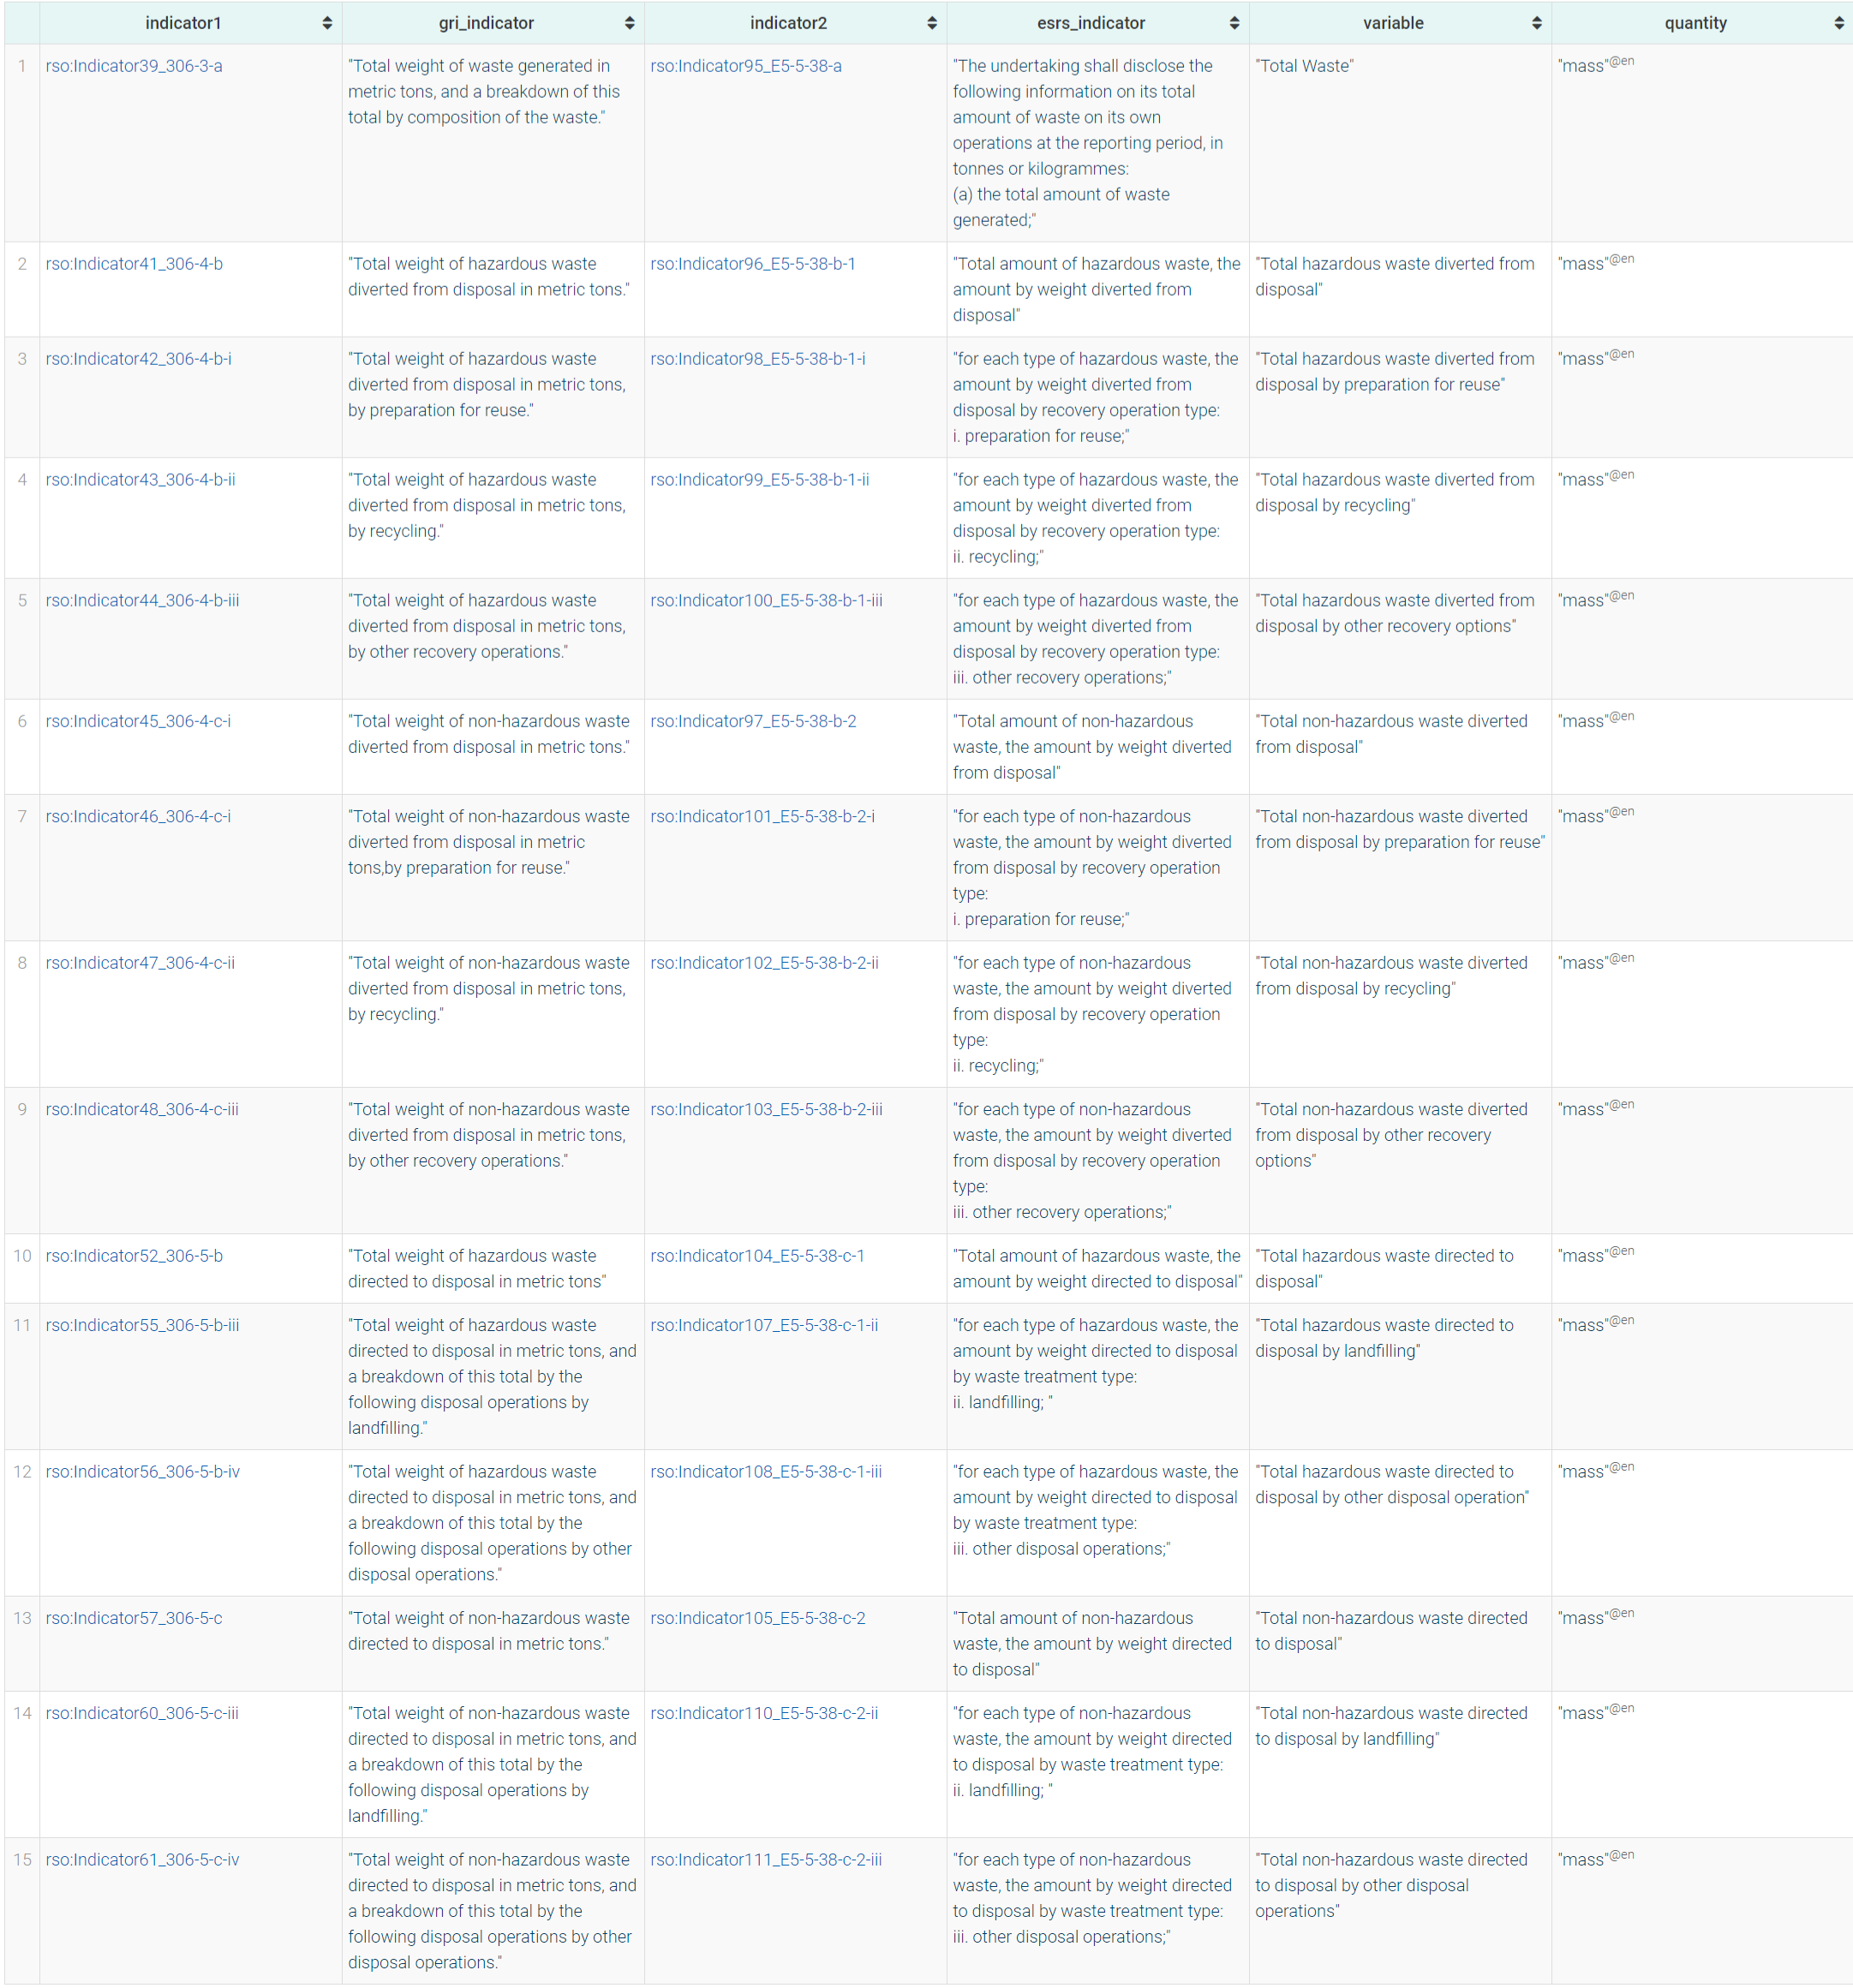 indicator1 gri_indicator indicator2 esrs_indicator variable quantity
1 rso:Indicator39_306-3-a "Total weight of waste generated in rso:Indicator95_E5-5-38-a "The undertaking shall disclose the "Total Waste" "mass"@en
metric tons, and a breakdown of this following information on its total
total by composition of the waste." amount of waste on its own
operations at the reporting period, in
tonnes or kilogrammes:
(a) the total amount of waste
generated;"
2 rso:Indicator41_306-4-b "Total weight of hazardous waste rso:Indicator96_E5-5-38-b-1 "Total amount of hazardous waste, the "Total hazardous waste diverted from "mass"@en
diverted from disposal in metric tons." amount by weight diverted from disposal"
disposal"
3 rso:Indicator42_306-4-b-i "Total weight of hazardous waste rso:Indicator98_E5-5-38-b-1-i "for each type of hazardous waste, the "Total hazardous waste diverted from "mass"@en
diverted from disposal in metric tons, amount by weight diverted from disposal by preparation for reuse"
by preparation for reuse." disposal by recovery operation type:
i. preparation for reuse;"
4 rso:Indicator43_306-4-b-ii "Total weight of hazardous waste rso:Indicator99_E5-5-38-b-1-ii "for each type of hazardous waste, the "Total hazardous waste diverted from "mass"@en
diverted from disposal in metric tons, amount by weight diverted from disposal by recycling"
by recycling." disposal by recovery operation type:
ii. recycling;"
5 rso:Indicator44_306-4-b-iii "Total weight of hazardous waste rso:Indicator100_E5-5-38-b-1-iii "for each type of hazardous waste, the "Total hazardous waste diverted from "mass"@en
diverted from disposal in metric tons, amount by weight diverted from disposal by other recovery options"
by other recovery operations." disposal by recovery operation type:
iii. other recovery operations;"
6 rso:Indicator45_306-4-c-i "Total weight of non-hazardous waste rso:Indicator97_E5-5-38-b-2 "Total amount of non-hazardous "Total non-hazardous waste diverted "mass"@en
diverted from disposal in metric tons." waste, the amount by weight diverted from disposal"
from disposal"
7 rso:Indicator46_306-4-c-i "Total weight of non-hazardous waste rso:Indicator101_E5-5-38-b-2-i "for each type of non-hazardous "Total non-hazardous waste diverted "mass"@en
diverted from disposal in metric waste, the amount by weight diverted from disposal by preparation for reuse"
tons,by preparation for reuse." from disposal by recovery operation
type:
i. preparation for reuse;"
8 rso:Indicator47_306-4-c-ii "Total weight of non-hazardous waste rso:Indicator102_E5-5-38-b-2-ii "for each type of non-hazardous "Total non-hazardous waste diverted "mass"@en
diverted from disposal in metric tons, waste, the amount by weight diverted from disposal by recycling"
by recycling." from disposal by recovery operation
type:
ii. recycling;"
9 rso:Indicator48_306-4-c-iii "Total weight of non-hazardous waste rso:Indicator103_E5-5-38-b-2-iii "for each type of non-hazardous "Total non-hazardous waste diverted "mass"@en
diverted from disposal in metric tons, waste, the amount by weight diverted from disposal by other recovery
by other recovery operations." from disposal by recovery operation options"
type:
iii. other recovery operations;"
10 rso:Indicator52_306-5-b "Total weight of hazardous waste rso:Indicator104_E5-5-38-c-1 "Total amount of hazardous waste, the "Total hazardous waste directed to "mass"@en
directed to disposal in metric tons" amount by weight directed to disposal" disposal"
11 rso:Indicator55_306-5-b-iii "Total weight of hazardous waste rso:Indicator107_E5-5-38-c-1-ii "for each type of hazardous waste, the "Total hazardous waste directed to "mass"@en
directed to disposal in metric tons, and amount by weight directed to disposal disposal by landfilling"
a breakdown of this total by the by waste treatment type:
following disposal operations by ii. landfilling; "
landfilling."
12 rso:Indicator56_306-5-b-iv "Total weight of hazardous waste rso:Indicator108_E5-5-38-c-1-iii "for each type of hazardous waste, the "Total hazardous waste directed to "mass"@en
directed to disposal in metric tons, and amount by weight directed to disposal disposal by other disposal operation"
a breakdown of this total by the by waste treatment type:
following disposal operations by other iii. other disposal operations;"
disposal operations."
13 rso:Indicator57_306-5-c "Total weight of non-hazardous waste rso:Indicator105_E5-5-38-c-2 "Total amount of non-hazardous "Total non-hazardous waste directed "mass"@en
directed to disposal in metric tons." waste, the amount by weight directed to disposal"
to disposal"
14 rso:Indicator60_306-5-c-iii "Total weight of non-hazardous waste rso:Indicator110_E5-5-38-c-2-ii "for each type of non-hazardous "Total non-hazardous waste directed "mass"@en
directed to disposal in metric tons, and waste, the amount by weight directed to disposal by landfilling"
a breakdown of this total by the to disposal by waste treatment type:
following disposal operations by ii. landfilling; "
landfilling."
15 rso:Indicator61_306-5-c-iv "Total weight of non-hazardous waste rso:Indicator111_E5-5-38-c-2-iii "for each type of non-hazardous "Total non-hazardous waste directed "mass"@en
directed to disposal in metric tons, and waste, the amount by weight directed to disposal by other disposal
a breakdown of this total by the to disposal by waste treatment type: operations"
following disposal operations by other iii. other disposal operations;"
disposal operations."